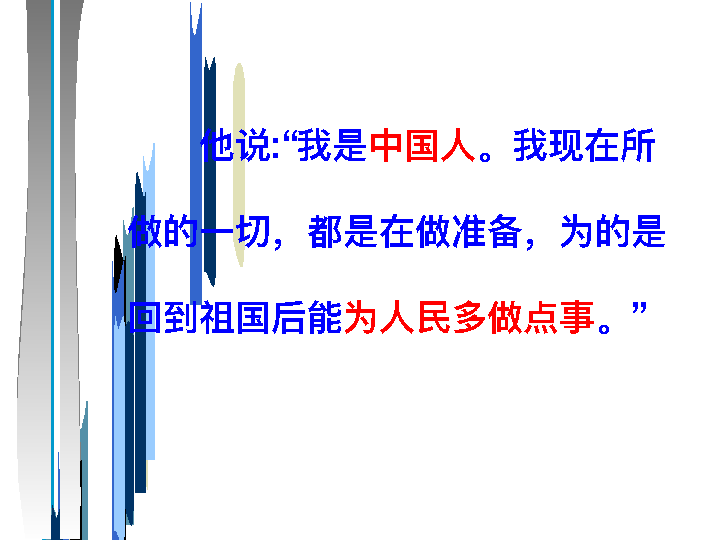 他说:“我是中国人。我现在所
做的一切，都是在做准备，为的是
回到祖国后能为人民多做点事。”